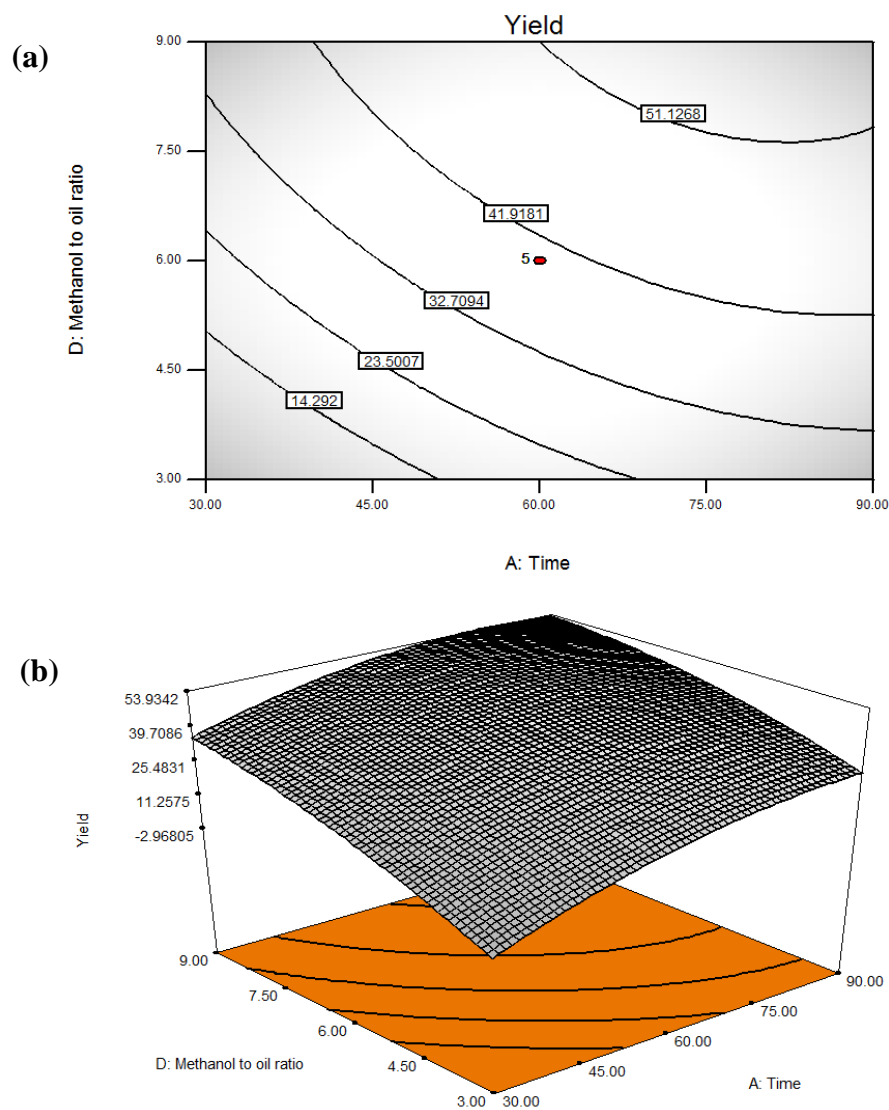 Yield
(a)
9.00
7.50
6.00
4.50
3.00
D: Methanol to oil ratio
51.1268
41.9181
5
32.7094
23.5007
14.292
30.00 45.00 60.00 75.00 90.00
A: Time
(b)
53.9342
39.7086
25.4831
11.2575
-2.96805
Yield
9.00
7.50
6.00
4.50
3.00
D: Methanol to oil ratio
30.00
45.00
60.00
75.00
90.00
A: Time